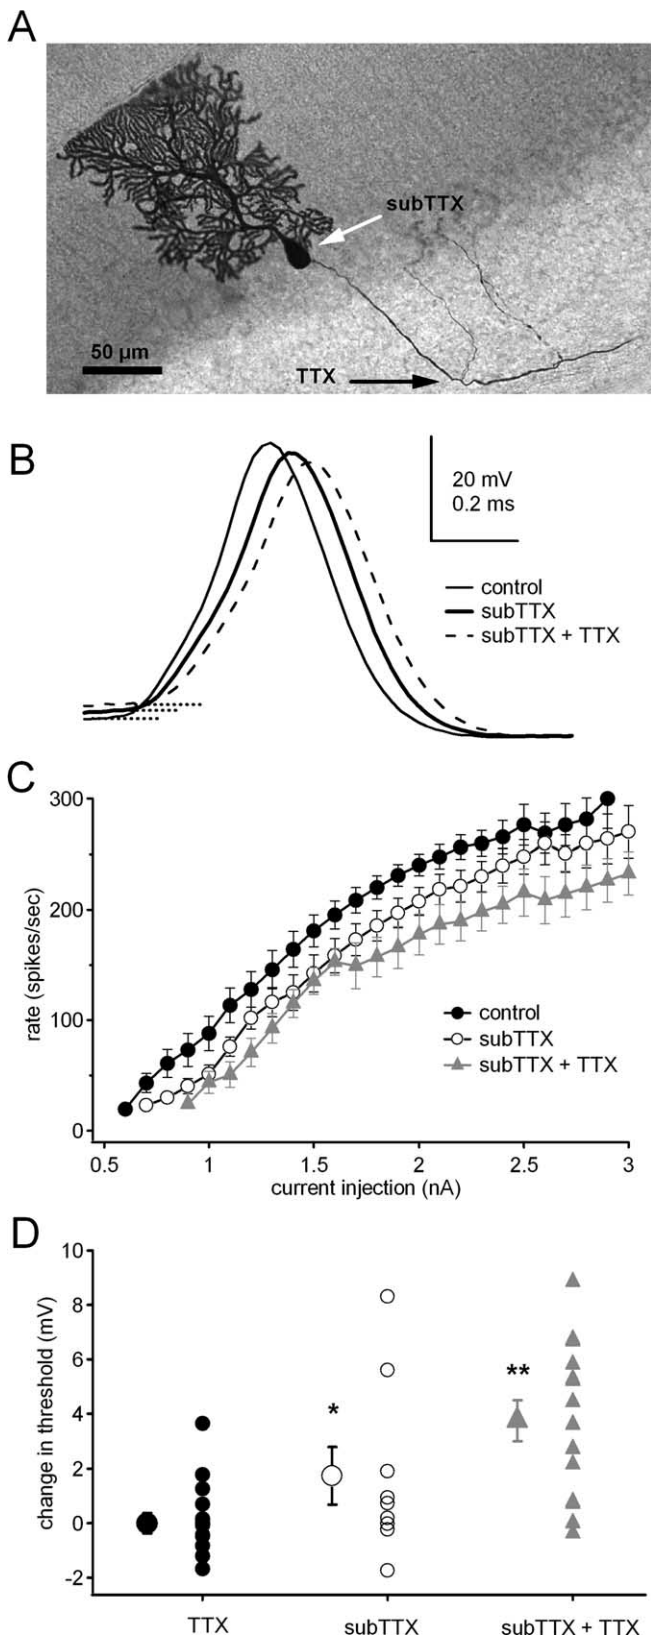 A
subTTX
50 µm
TTX
B
20 mV
0.2 ms
control
subTTX
subTTX + TTX
C
300
200
100
0
rate (spikes/sec)
control
subTTX
subTTX + TTX
0.5 1 1.5 2 2.5 3
current injection (nA)
D
10
8
6
4
2
0
-2
change in threshold (mV)
*
**
TTX subTTX subTTX + TTX